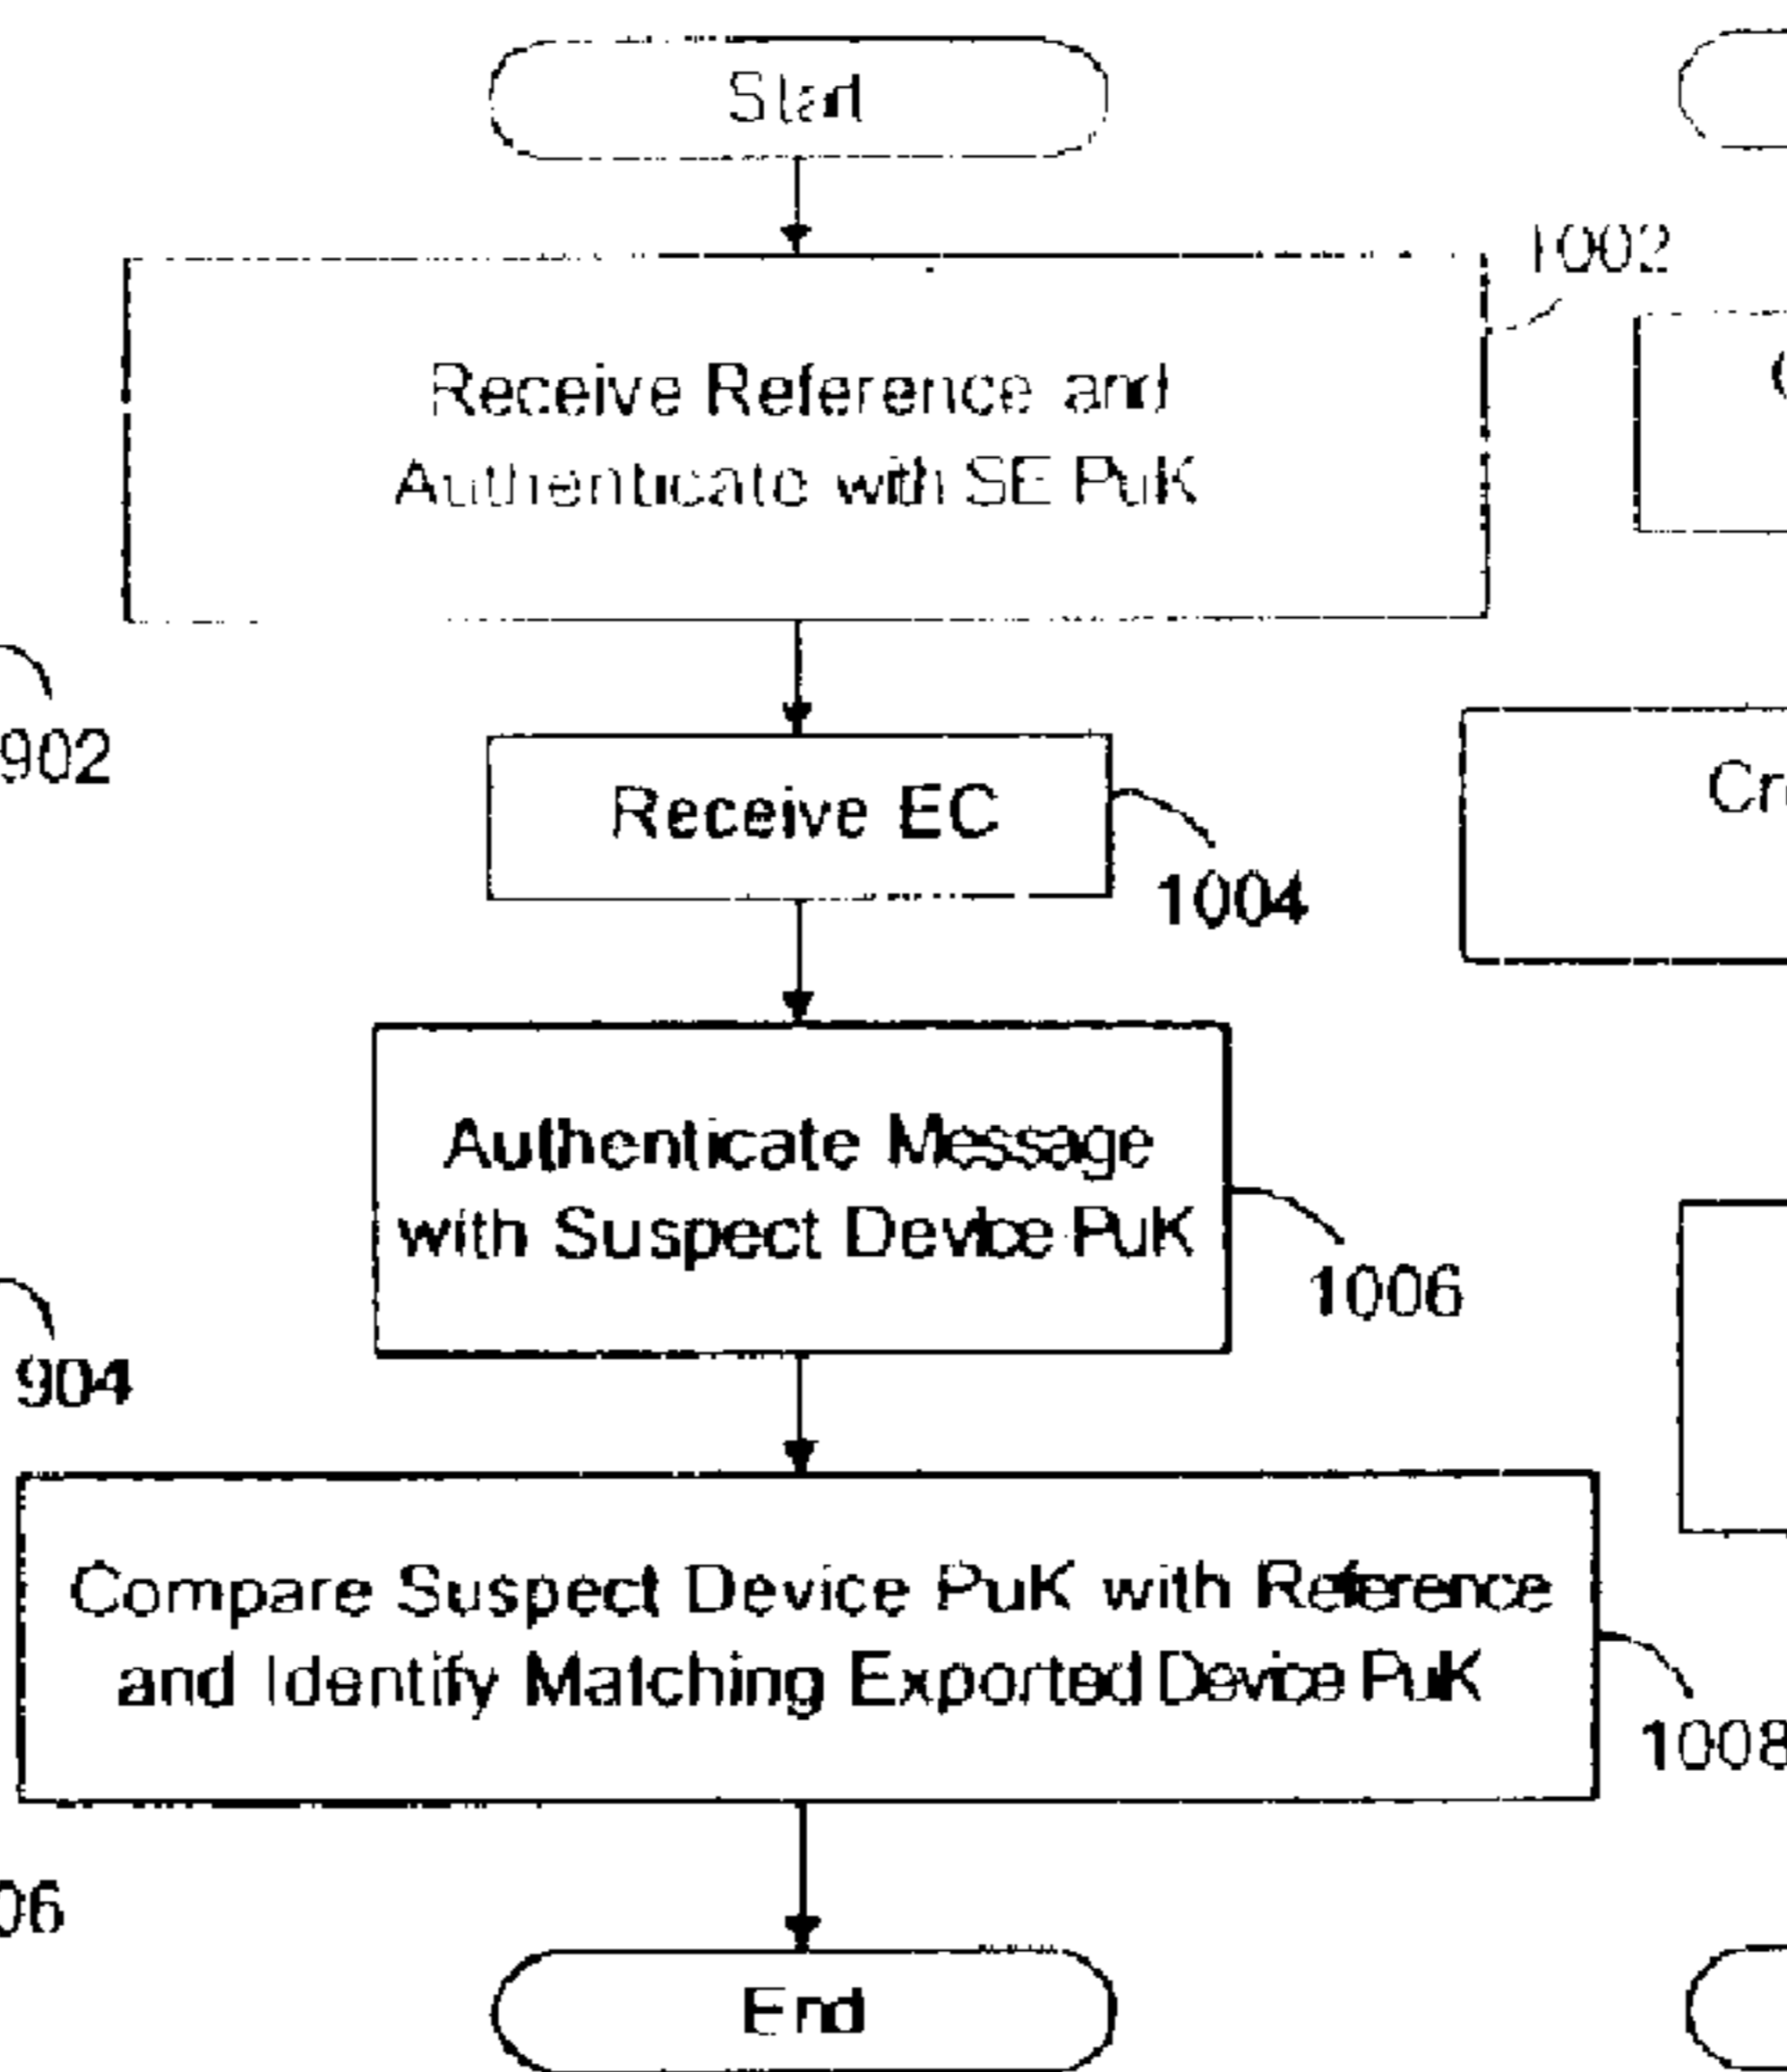 Start
1002
Receive Reference and
Authenticate with SE PuK
902
Receive EC
1004
Authenticate Message
with Suspect Device PuK
1006
904
Compare Suspect Device PuK with Reference
and Identify Matching Exported Device PuK
1008
06
End